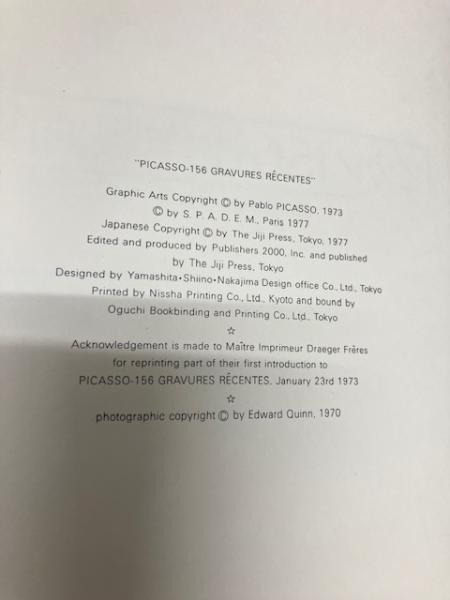 "PICASSO-156 GRAVURES RÉCENTES"
Graphic Arts Copyright © by Pablo PICASSO, 1973
© by S. P. A. D. E. M., Paris 1977
Japanese Copyright © by The Jiji Press, Tokyo, 1977
Edited and produced by Publishers 2000, Inc. and published
by The Jiji Press, Tokyo
Designed by Yamashita·Shiino·Nakajima Design office Co., Ltd., Tokyo
Printed by Nissha Printing Co., Ltd., Kyoto and bound by
Oguchi Bookbinding and Printing Co., Ltd., Tokyo
☆
Acknowledgement is made to Maître Imprimeur Draeger Frères
for reprinting part of their first introduction to
PICASSO-156 GRAVURES RÉCENTES, January 23rd 1973
☆
photographic copyright © by Edward Quinn, 1970